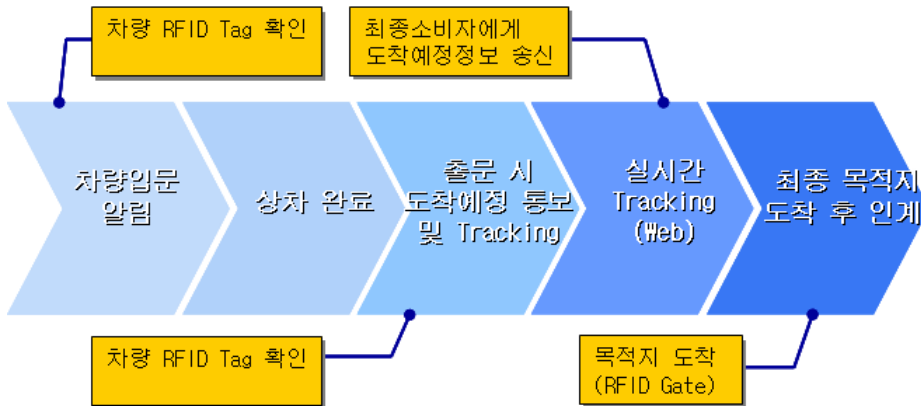 차량 RFID Tag 확인
최종소비자에게
도착예정정보 송신
차량입문
알림
상차 완료
출문 시
도착예정 통보
및 Tracking
실시간
Tracking
(Web)
최종 목적지
도착 후 인계
차량 RFID Tag 확인
목적지 도착
(RFID Gate)